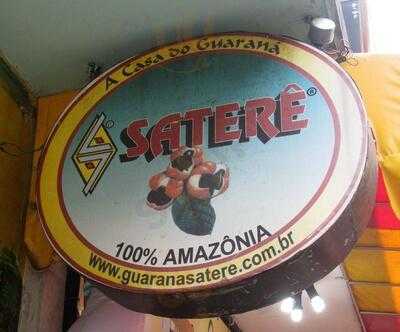 A Casa do Guaraná
SATERÊ®
®
100% AMAZÔNIA
www.guaranasatere.com.br